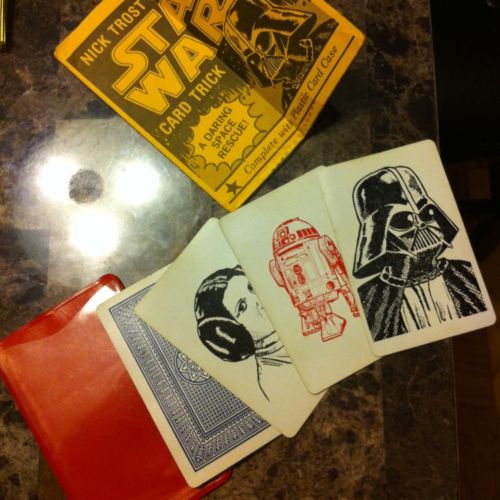 NICK TROST
STAR
WARS
CARD TRICK
A DARING
SPACE
RESCUE!
Complete with Plastic Card Case